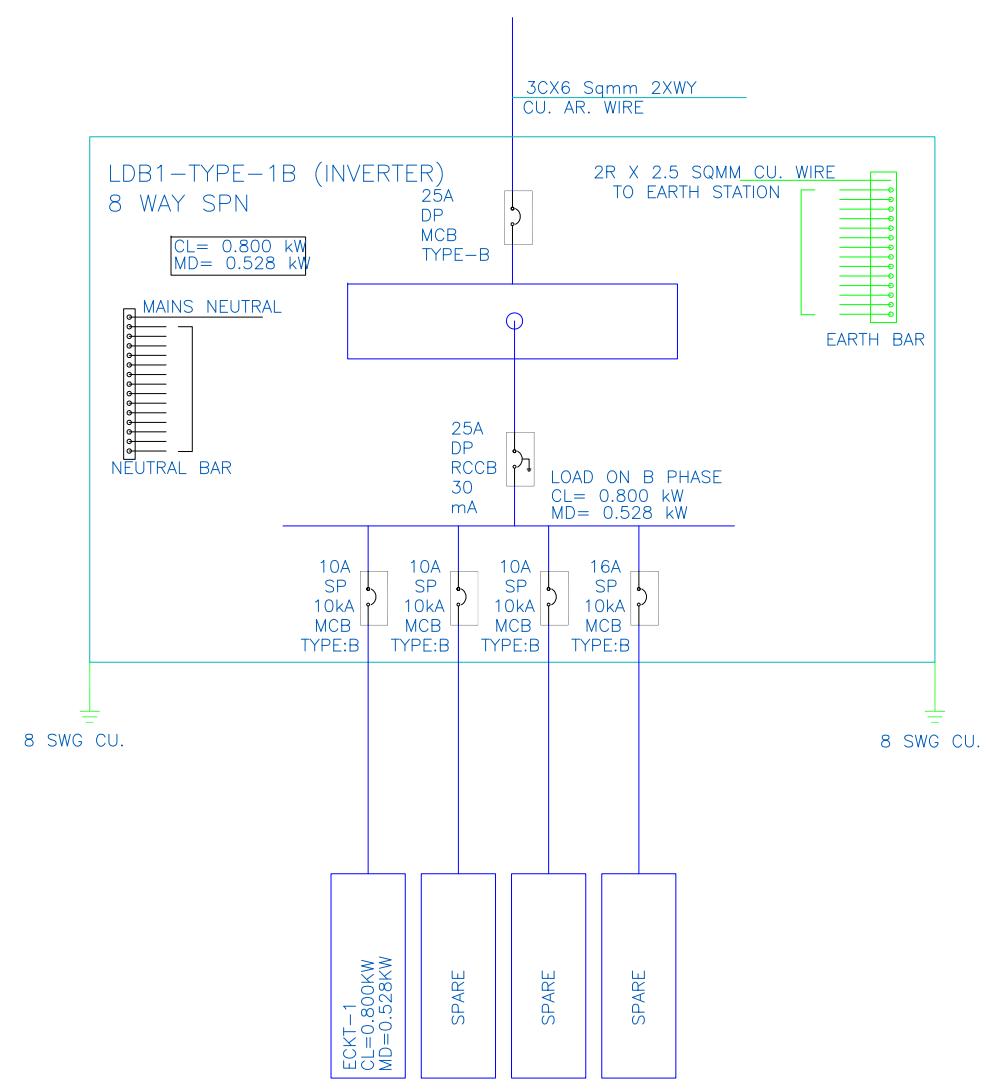 3CX6 Sqmm 2XWY
CU. AR. WIRE
LDB1-TYPE-1B (INVERTER)
8 WAY SPN
2R X 2.5 SQMM CU. WIRE
TO EARTH STATION
25A
DP
MCB
TYPE-B
CL= 0.800 kW
MD= 0.528 kW
MAINS NEUTRAL
EARTH BAR
NEUTRAL BAR
25A
DP
RCCB
30
mA
LOAD ON B PHASE
CL= 0.800 kW
MD= 0.528 kW
10A
SP
10kA
MCB
TYPE:B
10A
SP
10kA
MCB
TYPE:B
10A
SP
10kA
MCB
TYPE:B
16A
SP
10kA
MCB
TYPE:B
8 SWG CU.
8 SWG CU.
ECKT-1
CL=0.800KW
MD=0.528KW
SPARE
SPARE
SPARE